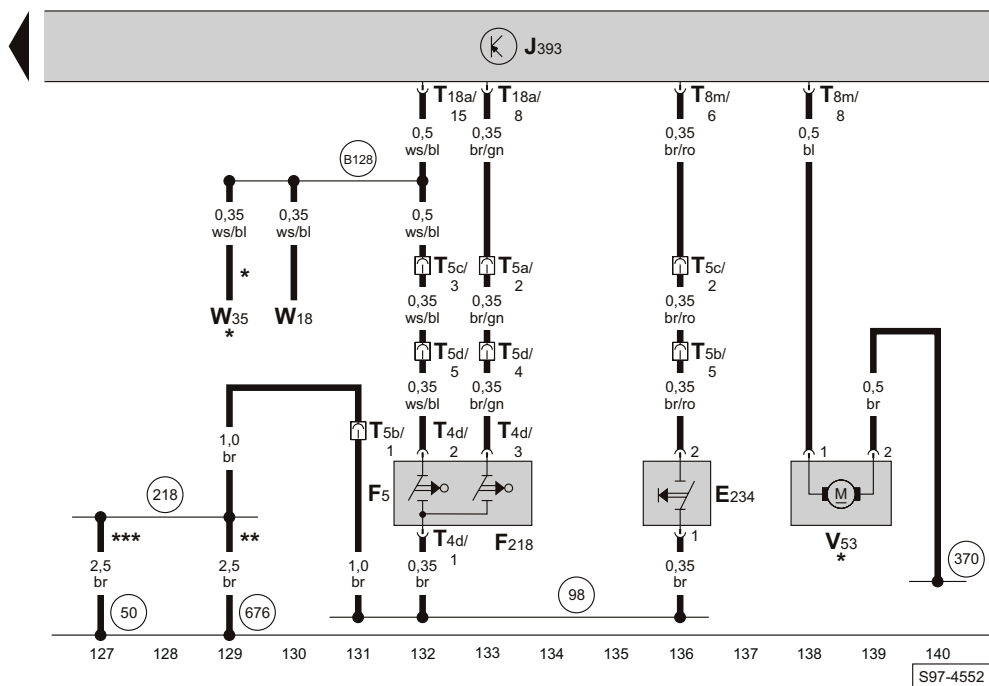 J393
T18a/ T18a/ T8m/ T8m/
15 8 6 8
0,5 0,35 0,35 0,5
ws/bl br/gn br/ro bl
B128
0,35 0,35 0,5
ws/bl ws/bl ws/bl
* T5c/ T5a/ T5c/
3 2 2
W35 W18 0,35 0,35 0,35
* ws/bl br/gn br/ro
T5d/ T5d/ T5b/
5 4 5
0,35 0,35 0,35 0,5
ws/bl br/gn br/ro br
1,0 T5b/ T4d/ T4d/
br 1 2 3 2 1 2
218 F5 E234 M
*** ** T4d/ F218 1 V53
1 *
2,5 2,5 1,0 0,35 0,35 370
br br br br br
50 676 98
127 128 129 130 131 132 133 134 135 136 137 138 139 140
S97-4552